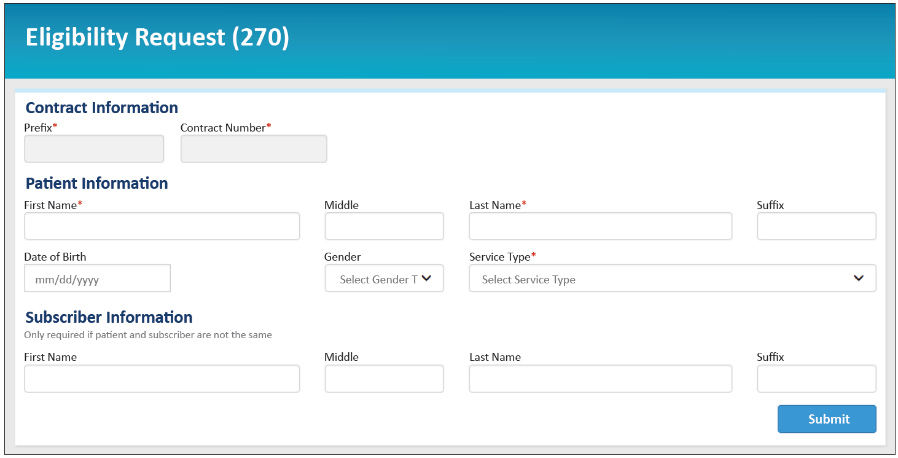 Eligibility Request (270)
Contract Information
Prefix* Contract Number*
Patient Information
First Name* Middle Last Name* Suffix
Date of Birth Gender Service Type*
mm/dd/yyyy Select Gender T Select Service Type
Subscriber Information
Only required if patient and subscriber are not the same
First Name Middle Last Name Suffix
Submit